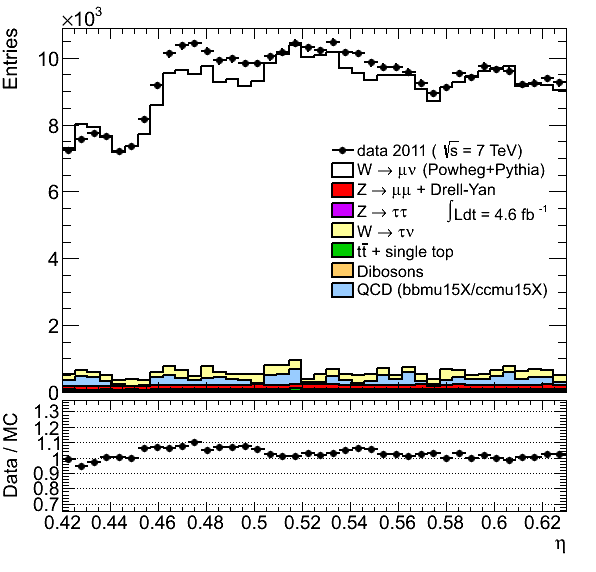 ×10³
Entries
10
8
6
4
2
0
data 2011 ( √s = 7 TeV)
W → μν (Powheg+Pythia)
Z → μμ + Drell-Yan
Z → ττ
∫Ldt = 4.6 fb⁻¹
W → τν
tt̅ + single top
Dibosons
QCD (bbmu15X/ccmu15X)
Data / MC
1.3
1.2
1.1
1
0.9
0.8
0.7
0.42 0.44 0.46 0.48 0.5 0.52 0.54 0.56 0.58 0.6 0.62
η